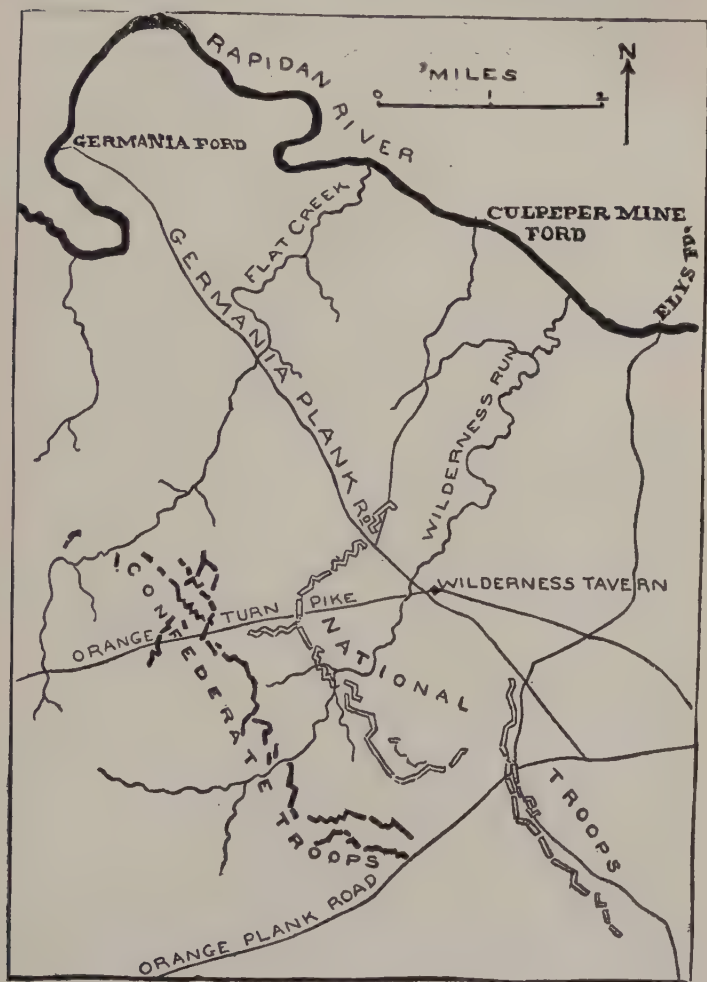 RAPIDAN RIVER
MILES
0 1 2
N
GERMANIA FORD
CULPEPER MINE
FORD
ELYS FD.
FLAT CREEK
GERMANIA PLANK RD.
WILDERNESS RUN
WILDERNESS TAVERN
ORANGE TURN PIKE
CONFEDERATE TROOPS
NATIONAL
TROOPS
ORANGE PLANK ROAD